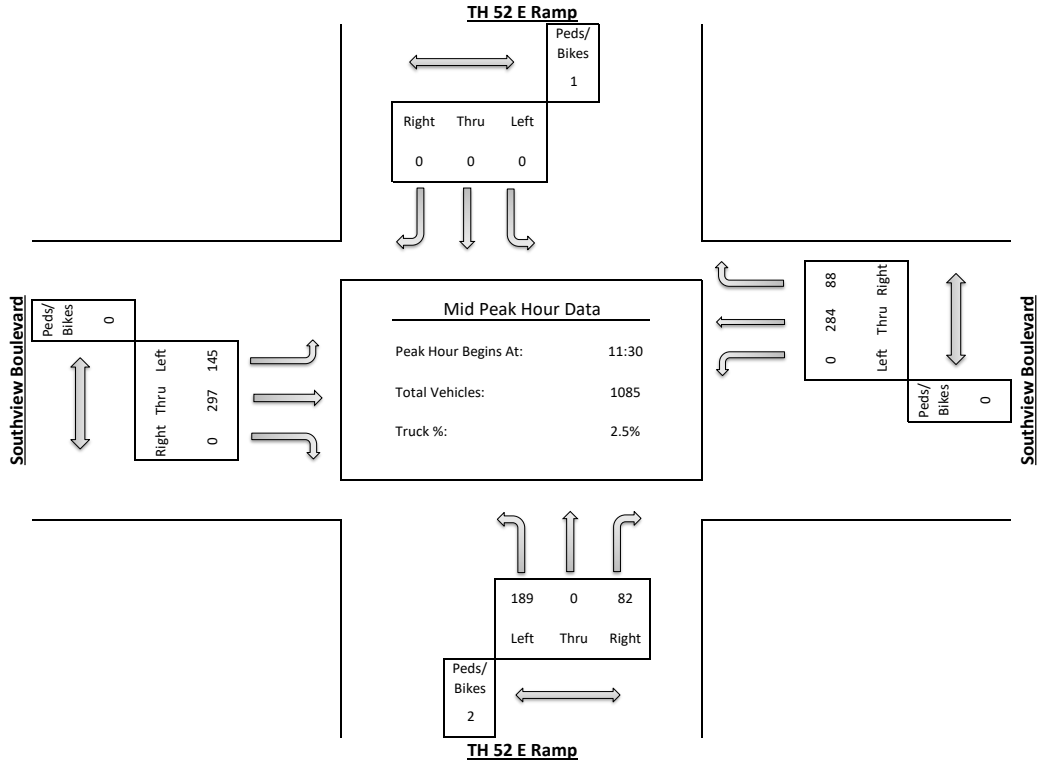 TH 52 E Ramp
Peds/
Bikes
1
Right Thru Left
0 0 0
Southview Boulevard
Peds/
Bikes
0
Left 145
Thru 297
Right 0
Mid Peak Hour Data
Peak Hour Begins At: 11:30
Total Vehicles: 1085
Truck %: 2.5%
88 Right
284 Thru
0 Left
Peds/
Bikes
0
Southview Boulevard
189 0 82
Left Thru Right
Peds/
Bikes
2
TH 52 E Ramp